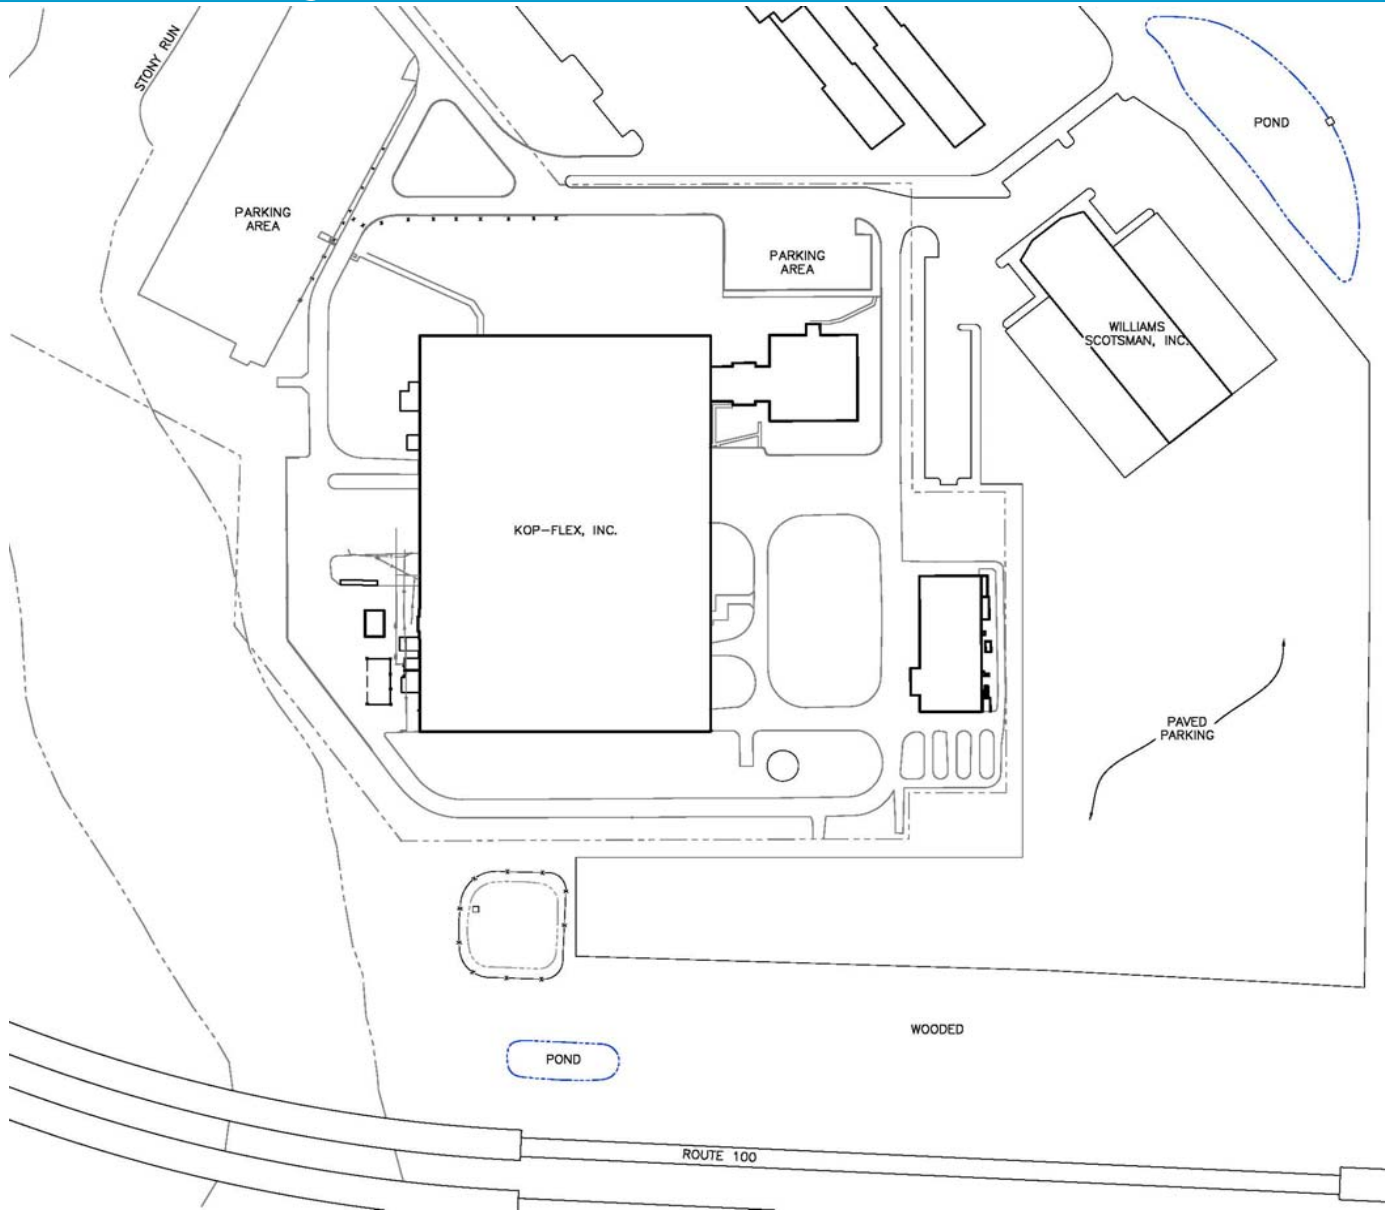 STONY RUN
POND
PARKING
AREA
PARKING
AREA
WILLIAMS
SCOTSMAN, INC.
KOP-FLEX, INC.
PAVED
PARKING
WOODED
POND
ROUTE 100